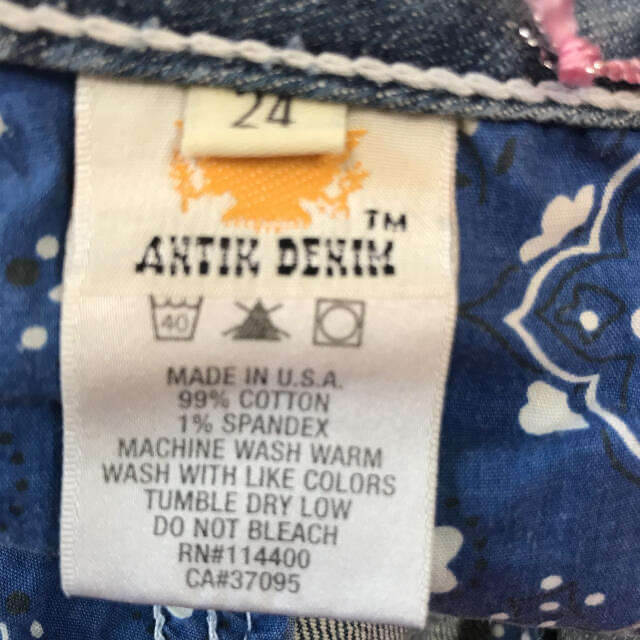 24
TM
ANTIK DENIM
40
MADE IN U.S.A.
99% COTTON
1% SPANDEX
MACHINE WASH WARM
WASH WITH LIKE COLORS
TUMBLE DRY LOW
DO NOT BLEACH
RN#114400
CA#37095